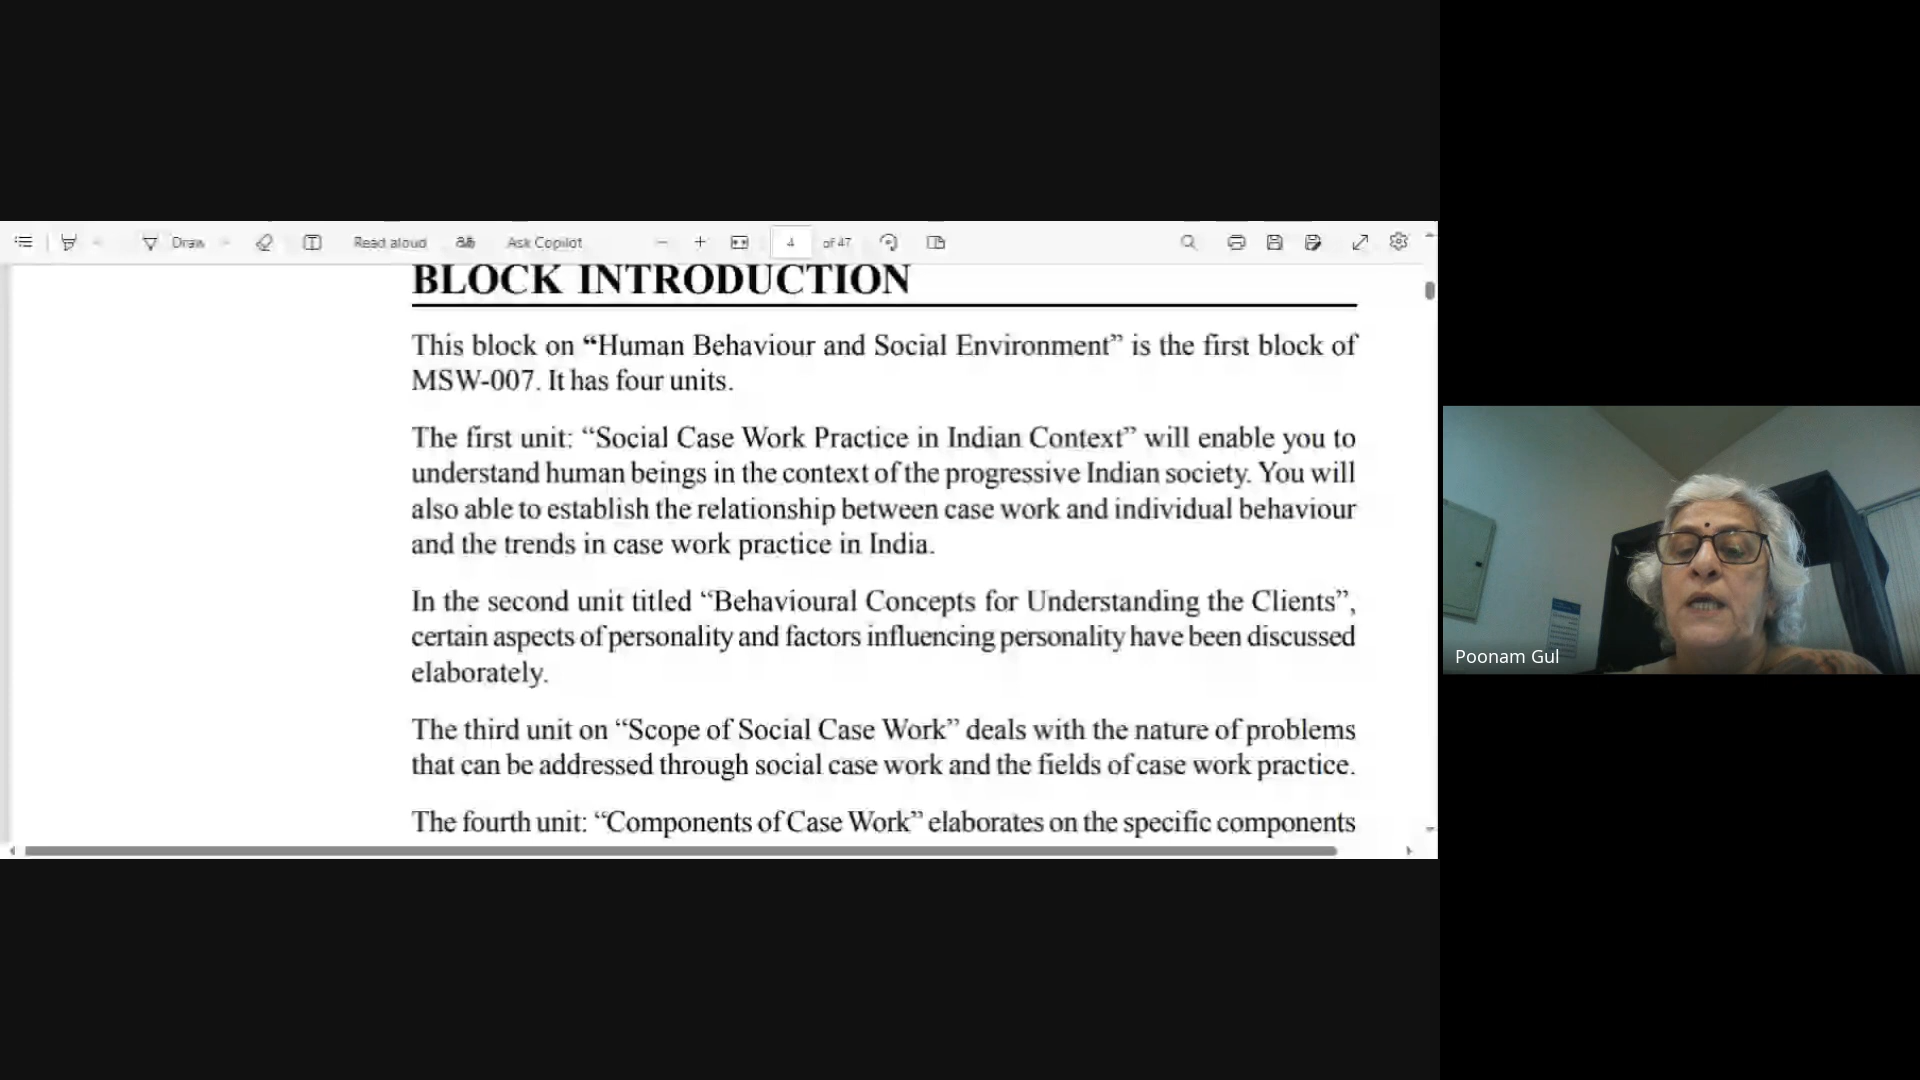 Draw
Read aloud
Ask Copilot
4 of 47
BLOCK INTRODUCTION
This block on “Human Behaviour and Social Environment” is the first block of
MSW-007. It has four units.
The first unit: “Social Case Work Practice in Indian Context” will enable you to
understand human beings in the context of the progressive Indian society. You will
also able to establish the relationship between case work and individual behaviour
and the trends in case work practice in India.
In the second unit titled “Behavioural Concepts for Understanding the Clients”,
certain aspects of personality and factors influencing personality have been discussed
elaborately.
The third unit on “Scope of Social Case Work” deals with the nature of problems
that can be addressed through social case work and the fields of case work practice.
The fourth unit: “Components of Case Work” elaborates on the specific components
Poonam Gul